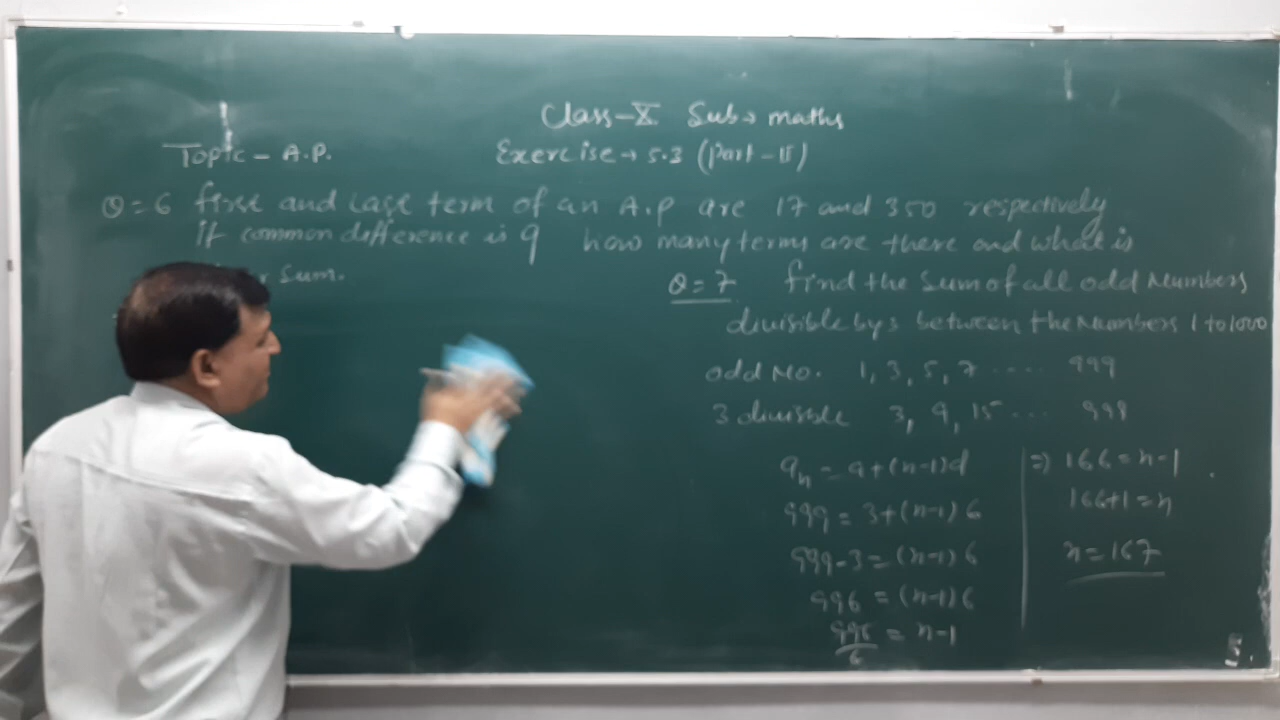 Class-X Sub→ maths
Topic - A.P.
Exercise → 5.3 (Part-II)
Q=6 first and last term of an A.P are 17 and 350 respectively
If common difference is 9 how many terms are there and what is
Sum.
Q=7 find the Sum of all odd Numbers
divisible by 3 between the Numbers 1 to 1000
odd No. 1, 3, 5, 7 .... 999
3 divisible 3, 9, 15 ... 999
an = a+(n-1)d
999 = 3+(n-1) 6
999-3 = (n-1) 6
996 = (n-1) 6
996/6 = n-1
=> 166 = n-1
166+1 = n
n = 167